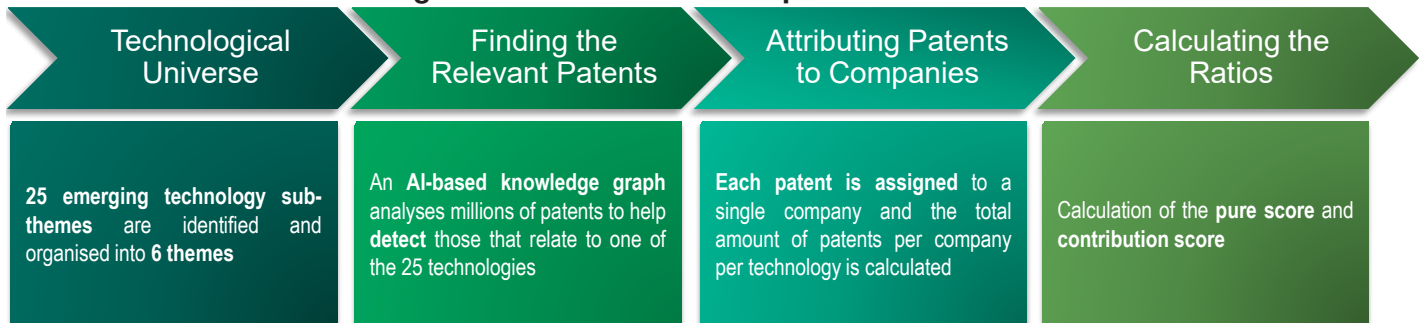 Technological
Universe
Finding the
Relevant Patents
Attributing Patents
to Companies
Calculating the
Ratios
25 emerging technology sub-
themes are identified and
organised into 6 themes
An AI-based knowledge graph
analyses millions of patents to help
detect those that relate to one of
the 25 technologies
Each patent is assigned to a
single company and the total
amount of patents per company
per technology is calculated
Calculation of the pure score and
contribution score